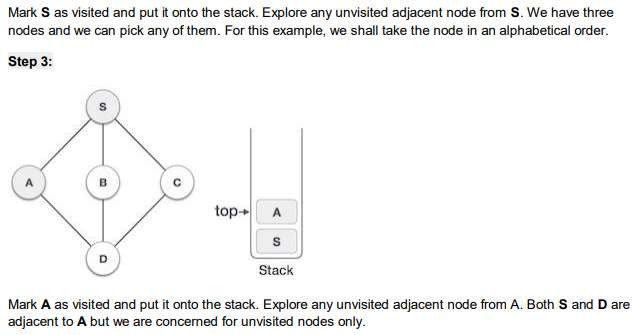 Mark S as visited and put it onto the stack. Explore any unvisited adjacent node from S. We have three
nodes and we can pick any of them. For this example, we shall take the node in an alphabetical order.
Step 3:
S
A
B
C
D
top→
A
S
Stack
Mark A as visited and put it onto the stack. Explore any unvisited adjacent node from A. Both S and D are
adjacent to A but we are concerned for unvisited nodes only.